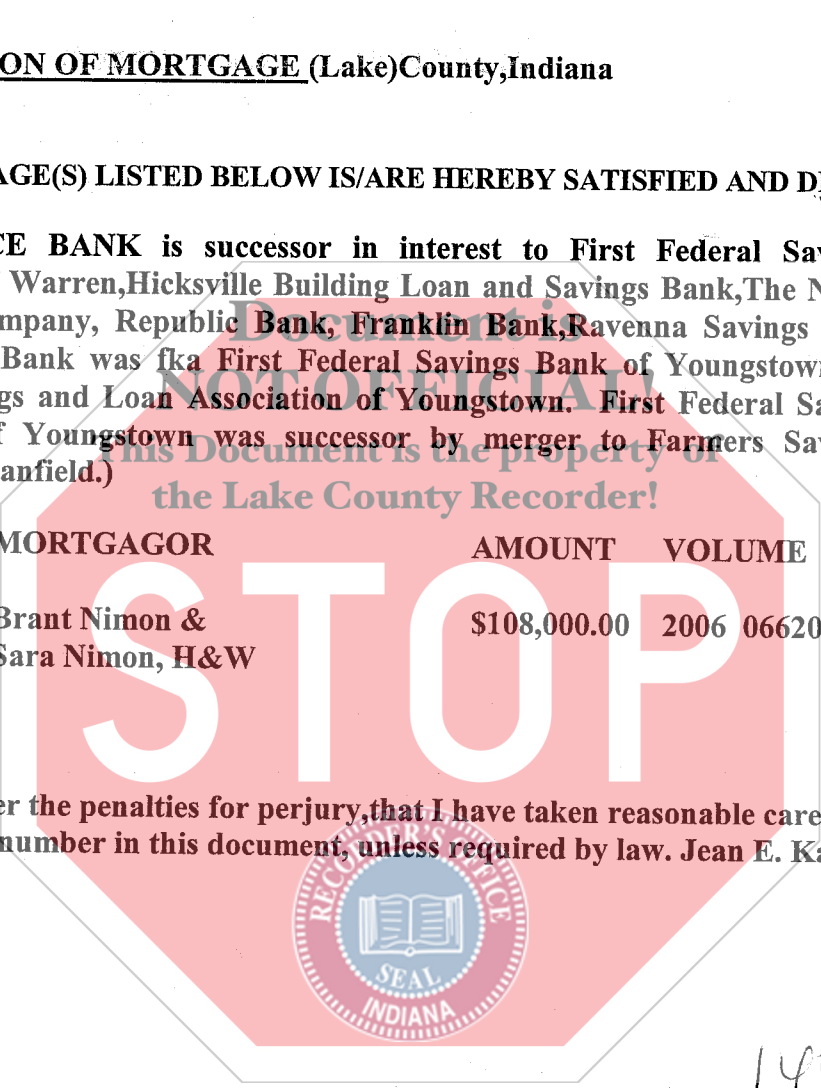 ON OF MORTGAGE (Lake)County,Indiana
AGE(S) LISTED BELOW IS/ARE HEREBY SATISFIED AND D
CE BANK is successor in interest to First Federal Sav
Warren,Hicksville Building Loan and Savings Bank,The N
Document is
mpany, Republic Bank, Franklin Bank,Ravenna Savings
Bank was fka First Federal Savings Bank of Youngstown
NOT OFFICIAL!
gs and Loan Association of Youngstown. First Federal Sa
f Youngstown was successor by merger to Farmers Sav
This Document is the property of
anfield.)
the Lake County Recorder!
MORTGAGOR AMOUNT VOLUME
STOP
Brant Nimon & $108,000.00 2006 06620
Sara Nimon, H&W
er the penalties for perjury,that I have taken reasonable care
number in this document, unless required by law. Jean E. Ka
RECORDER'S OFFICE
SEAL
INDIANA
14